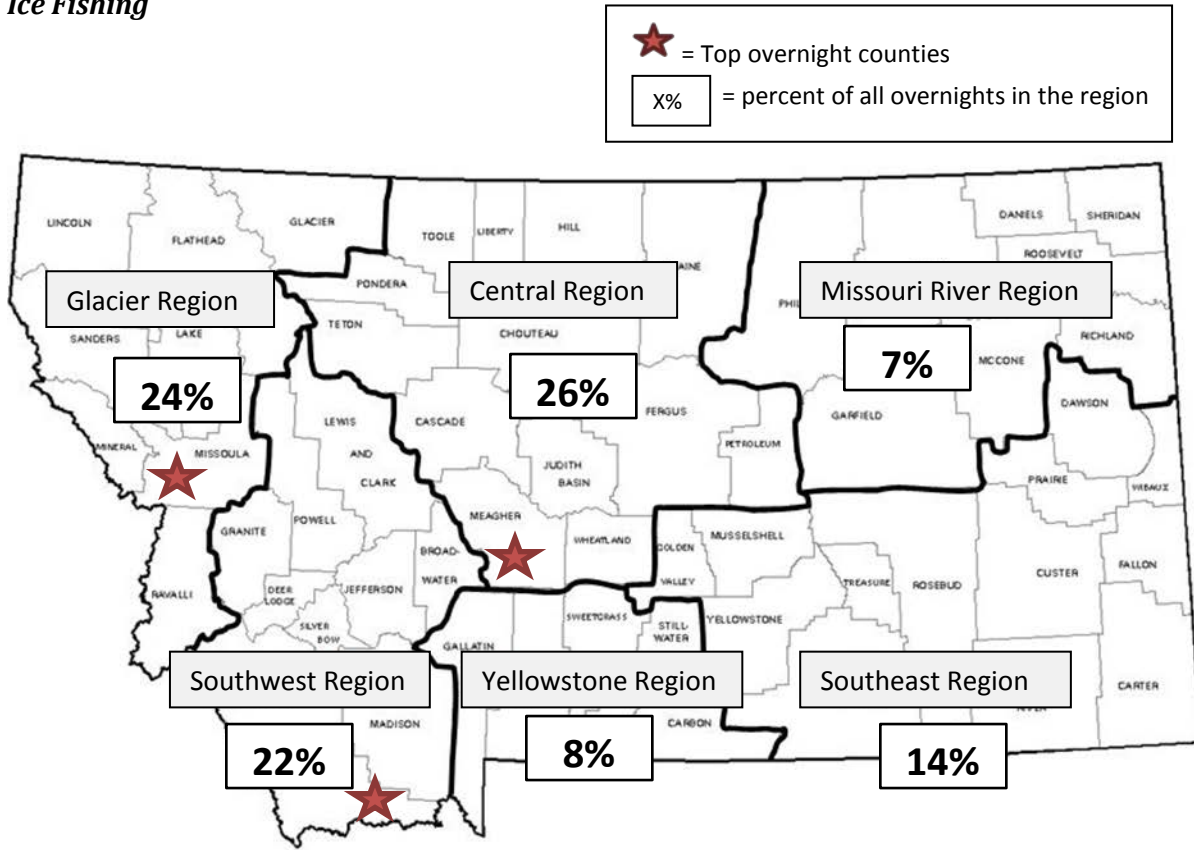 Ice Fishing
= Top overnight counties
X% = percent of all overnights in the region
LINCOLN
FLATHEAD
GLACIER
TOOLE
LIBERTY
HILL
DANIELS
SHERIDAN
ROOSEVELT
AINE
PONDERA
Glacier Region
Central Region
PHIL
Missouri River Region
SANDERS
LAKE
TETON
CHOUTEAU
RICHLAND
24%
26%
7%
MCCONE
DAWSON
LEWIS
AND
CLARK
CASCADE
FERGUS
GARFIELD
MINERAL
MISSOULA
JUDITH
BASIN
PETROLEUM
PRAIRIE
WIBAUX
GRANITE
POWELL
MEAGHER
WHEATLAND
GOLDEN
VALLEY
MUSSELSHELL
BROAD-
WATER
RAVALLI
DEER
LODGE
JEFFERSON
TREASURE
ROSEBUD
CUSTER
FALLON
SILVER
BOW
GALLATIN
SWEETGRASS
STILL-
WATER
YELLOWSTONE
Southwest Region
Yellowstone Region
Southeast Region
CARTER
MADISON
CARBON
RIVER
22%
8%
14%